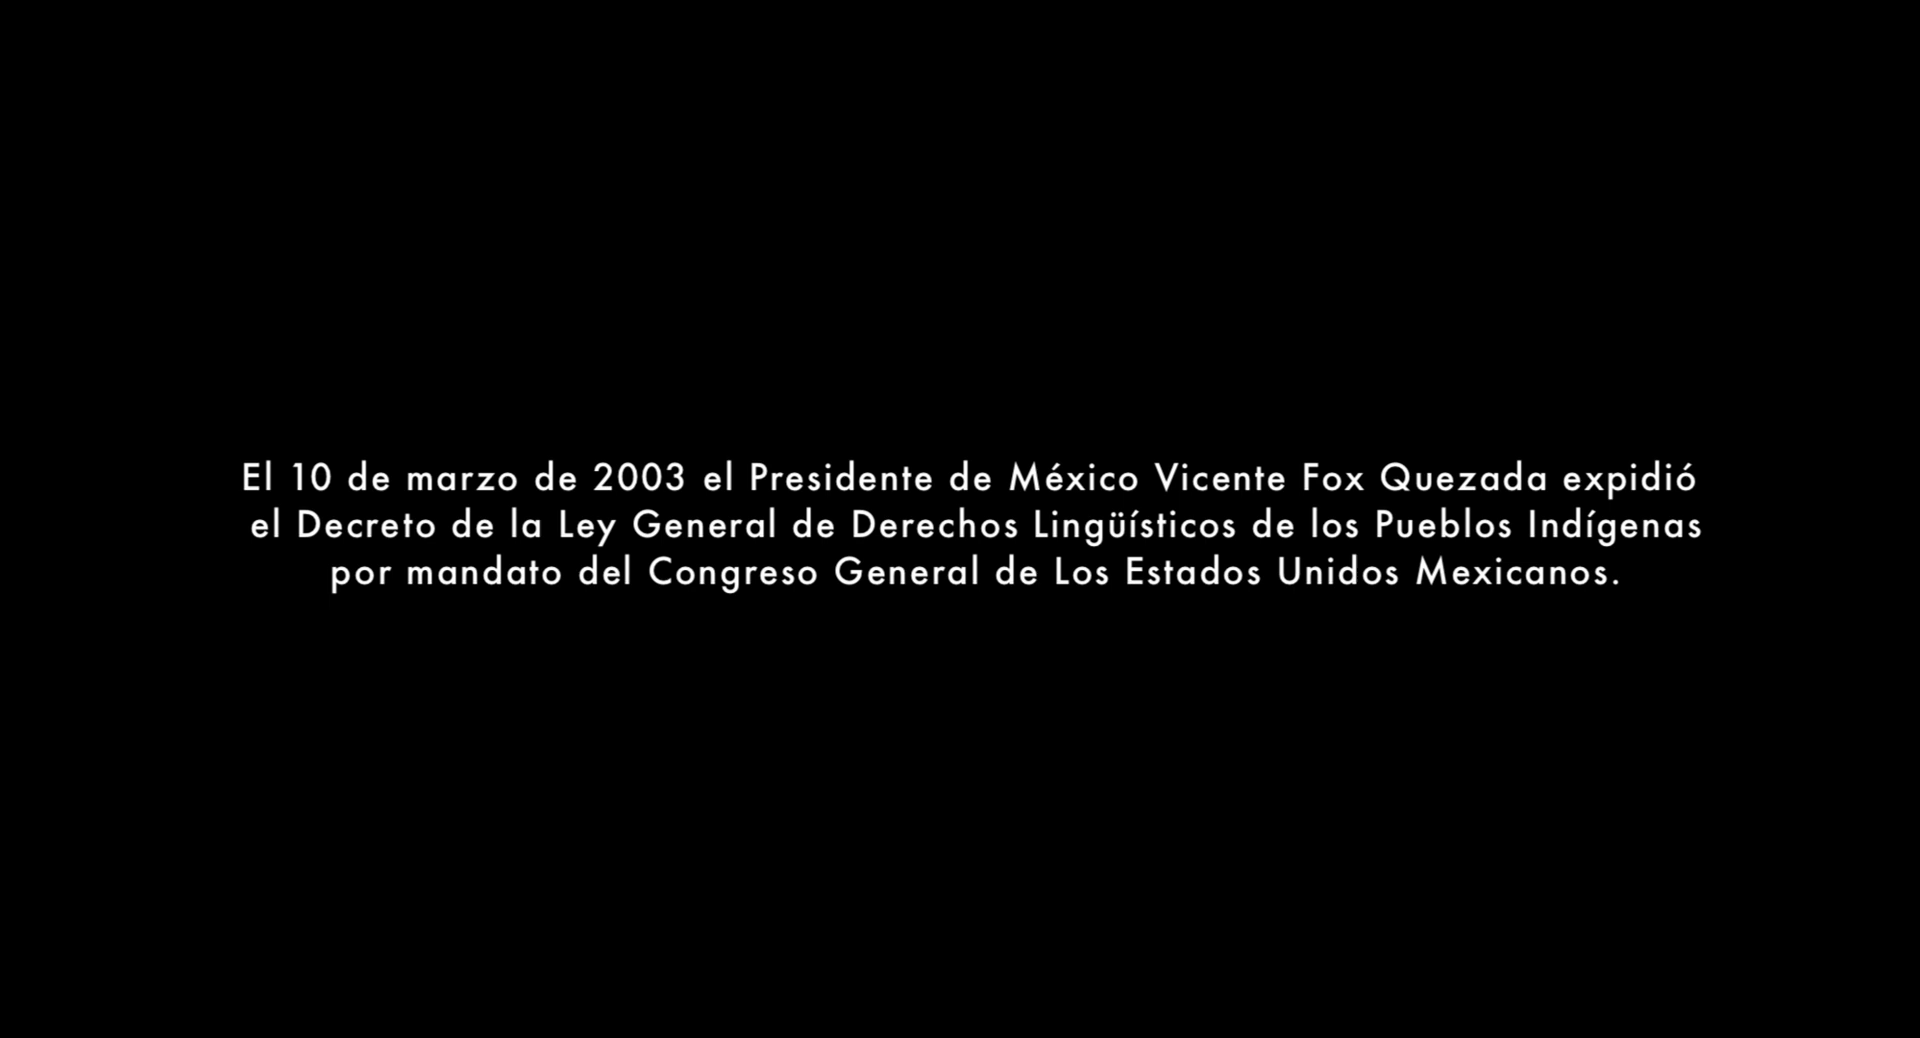 El 10 de marzo de 2003 el Presidente de México Vicente Fox Quezada expidió
el Decreto de la Ley General de Derechos Lingüísticos de los Pueblos Indígenas
por mandato del Congreso General de Los Estados Unidos Mexicanos.